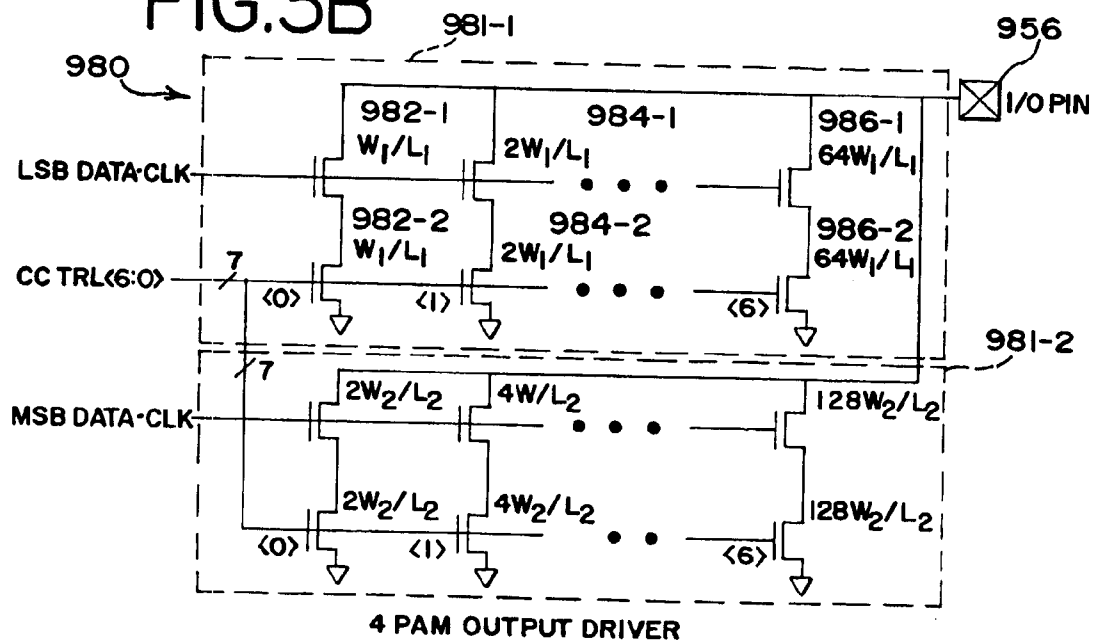 FIG.3B
981-1
956
980
I/O PIN
982-1
984-1
986-1
W1/L1
2W1/L1
64W1/L1
LSB DATA·CLK
982-2
984-2
986-2
W1/L1
2W1/L1
64W1/L1
7
CC TRL<6:0>
<0>
<1>
<6>
981-2
7
2W2/L2
4W/L2
128W2/L2
MSB DATA·CLK
2W2/L2
4W2/L2
128W2/L2
<0>
<1>
<6>
4 PAM OUTPUT DRIVER